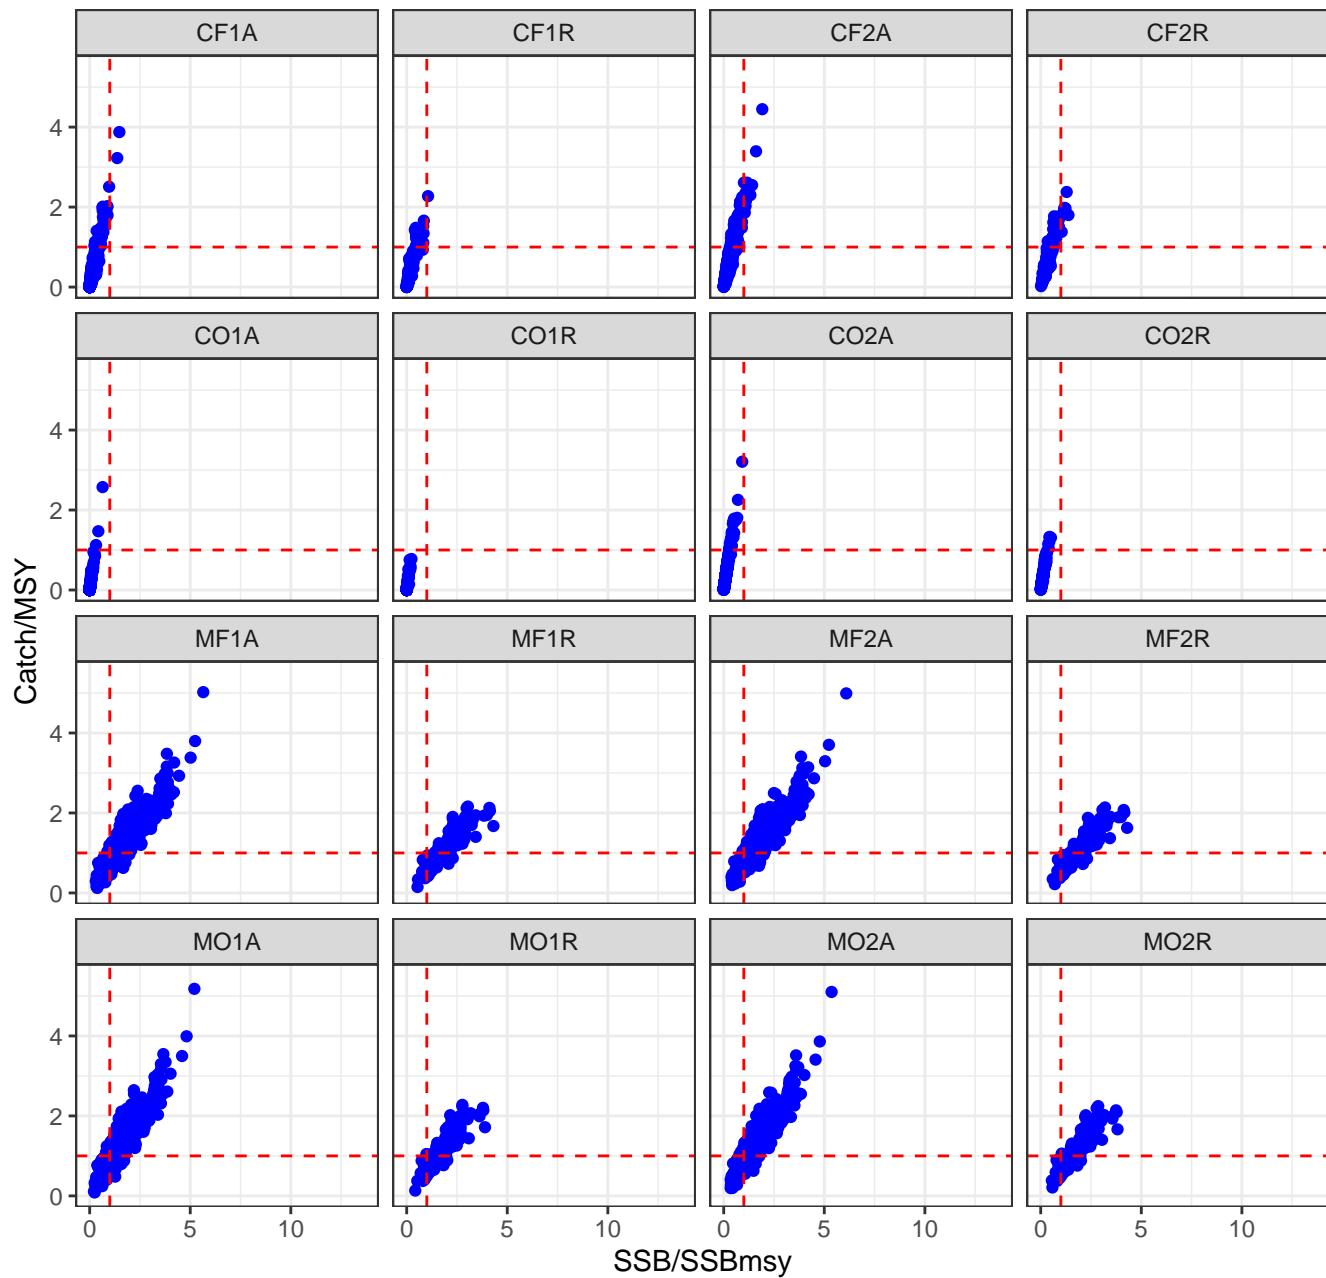 CF1A CF1R CF2A CF2R
4
2
0
CO1A CO1R CO2A CO2R
4
2
0
MF1A MF1R MF2A MF2R
4
2
0
MO1A MO1R MO2A MO2R
4
2
0
0 5 10 0 5 10 0 5 10 0 5 10
SSB/SSBmsy
Catch/MSY